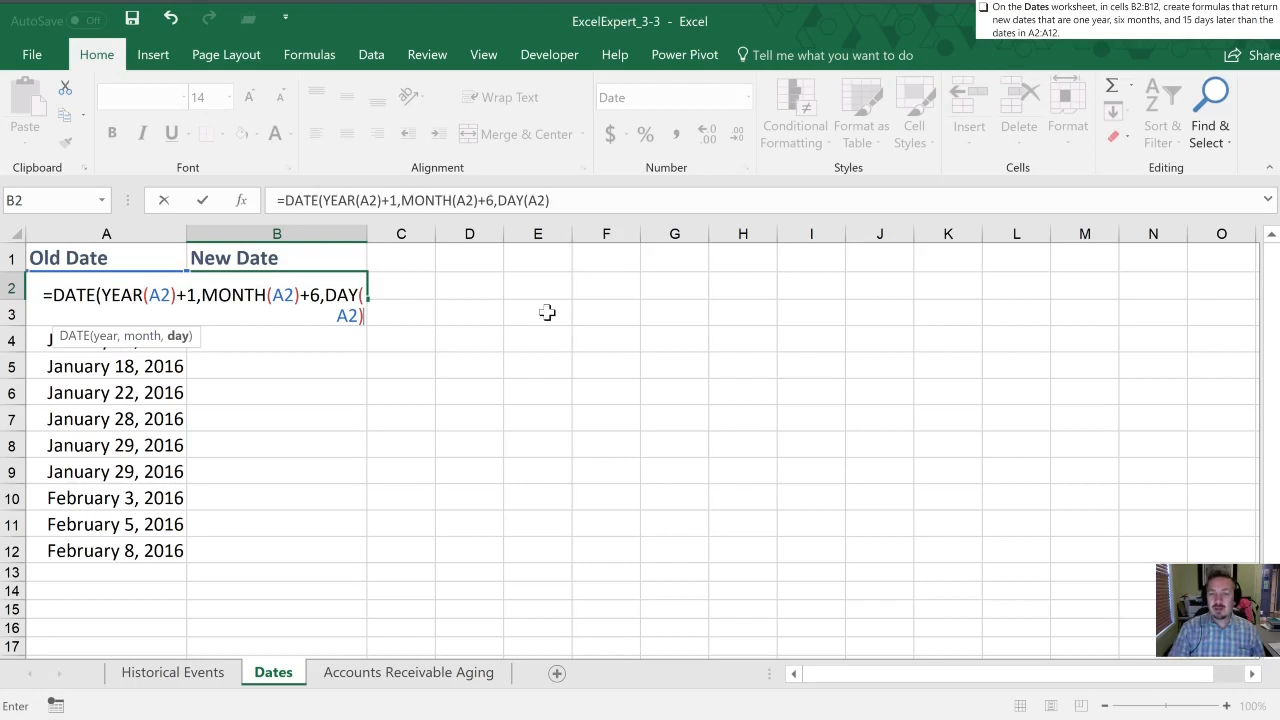 AutoSave Off
ExcelExpert_3-3 - Excel
On the Dates worksheet, in cells B2:B12, create formulas that return
new dates that are one year, six months, and 15 days later than the
dates in A2:A12.
File Home Insert Page Layout Formulas Data Review View Developer Help Power Pivot Tell me what you want to do Share
14
Wrap Text
Date
Paste
B I U A
Merge & Center
$ % ,
Conditional Formatting
Format as Table
Cell Styles
Insert
Delete
Format
Sort & Filter
Find & Select
Clipboard Font Alignment Number Styles Cells Editing
B2
fx
=DATE(YEAR(A2)+1,MONTH(A2)+6,DAY(A2)
A B C D E F G H I J K L M N O
1 Old Date New Date
2 =DATE(YEAR(A2)+1,MONTH(A2)+6,DAY(
3 A2)
DATE(year, month, day)
4
5 January 18, 2016
6 January 22, 2016
7 January 28, 2016
8 January 29, 2016
9 January 29, 2016
10 February 3, 2016
11 February 5, 2016
12 February 8, 2016
13
14
15
16
17
Historical Events Dates Accounts Receivable Aging
Enter
100%